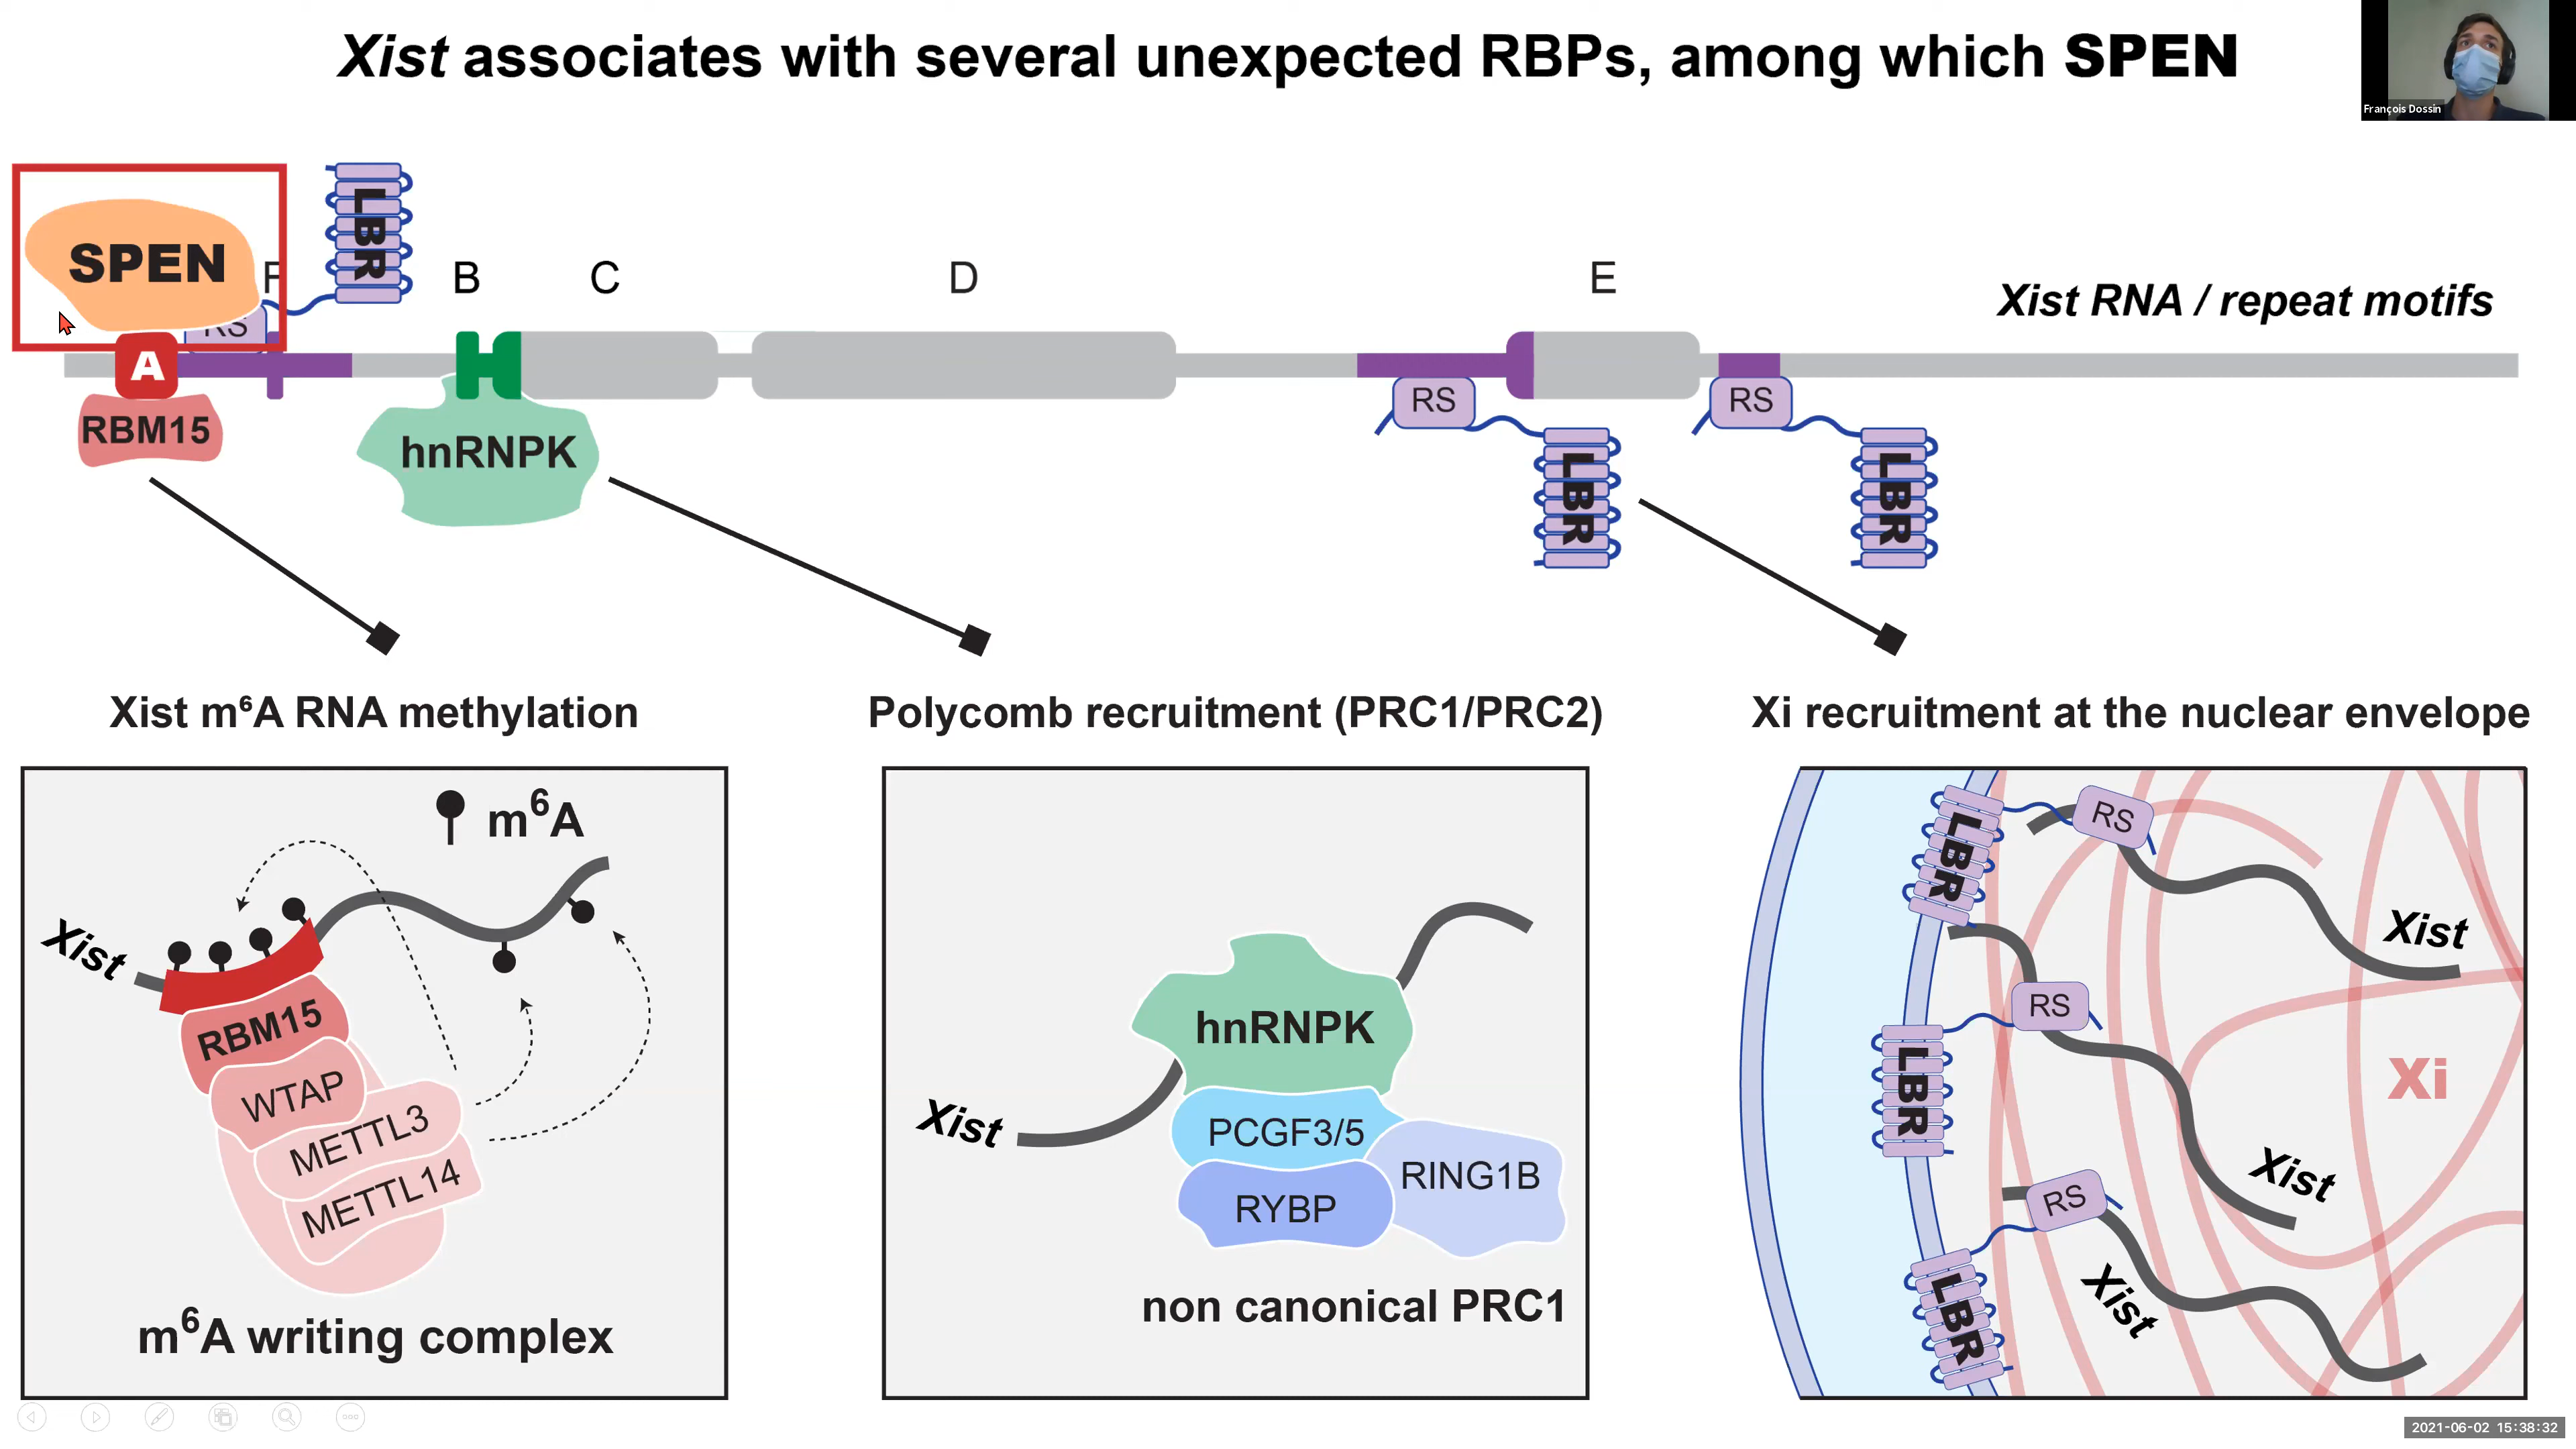 Xist associates with several unexpected RBPs, among which SPEN
François Dossin
SPEN
F
LBR
B
C
D
E
Xist RNA / repeat motifs
RS
A
RBM15
hnRNPK
RS
LBR
RS
LBR
Xist m⁶A RNA methylation
Polycomb recruitment (PRC1/PRC2)
Xi recruitment at the nuclear envelope
m⁶A
Xist
RBM15
WTAP
METTL3
METTL14
m⁶A writing complex
hnRNPK
Xist
PCGF3/5
RING1B
RYBP
non canonical PRC1
LBR
RS
Xist
RS
LBR
Xi
Xist
RS
LBR
Xist
2021-06-02 15:38:32